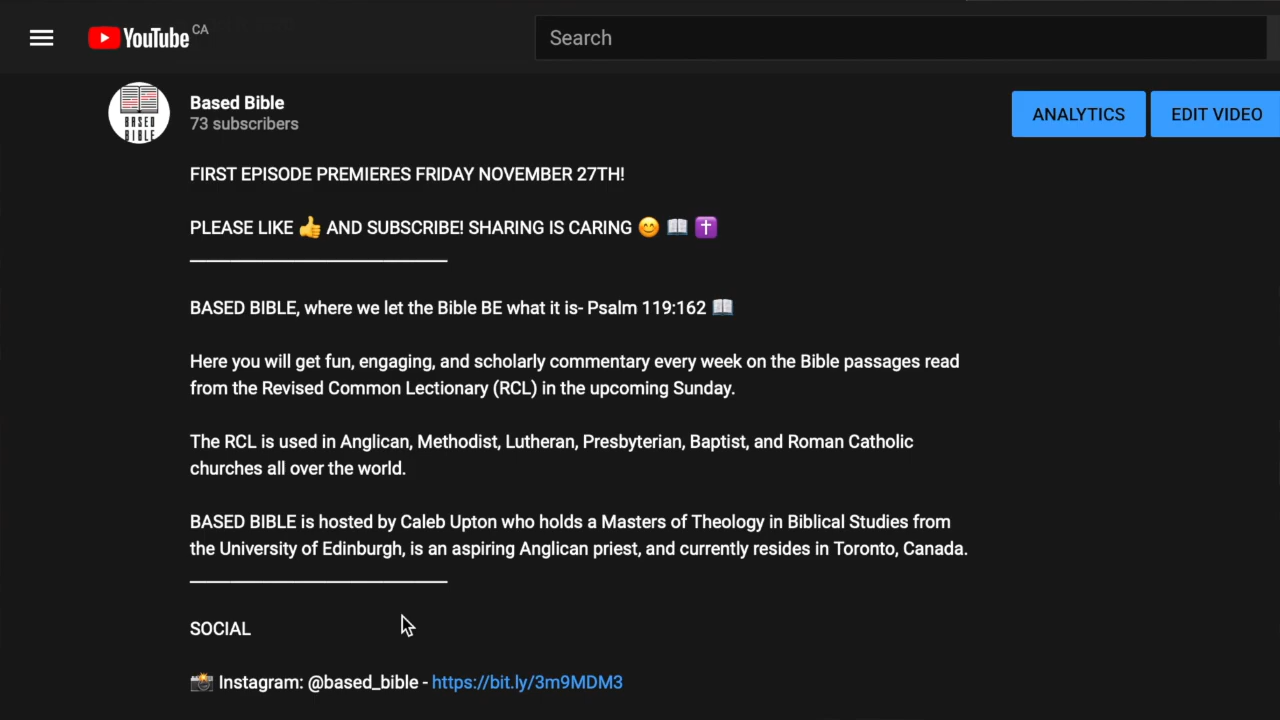 YouTube CA
Search
BASED
BIBLE
Based Bible
73 subscribers
ANALYTICS
EDIT VIDEO
FIRST EPISODE PREMIERES FRIDAY NOVEMBER 27TH!
PLEASE LIKE 👍 AND SUBSCRIBE! SHARING IS CARING 😊 📖 ✝️
BASED BIBLE, where we let the Bible BE what it is- Psalm 119:162 📖
Here you will get fun, engaging, and scholarly commentary every week on the Bible passages read
from the Revised Common Lectionary (RCL) in the upcoming Sunday.
The RCL is used in Anglican, Methodist, Lutheran, Presbyterian, Baptist, and Roman Catholic
churches all over the world.
BASED BIBLE is hosted by Caleb Upton who holds a Masters of Theology in Biblical Studies from
the University of Edinburgh, is an aspiring Anglican priest, and currently resides in Toronto, Canada.
SOCIAL
📸 Instagram: @based_bible - https://bit.ly/3m9MDM3